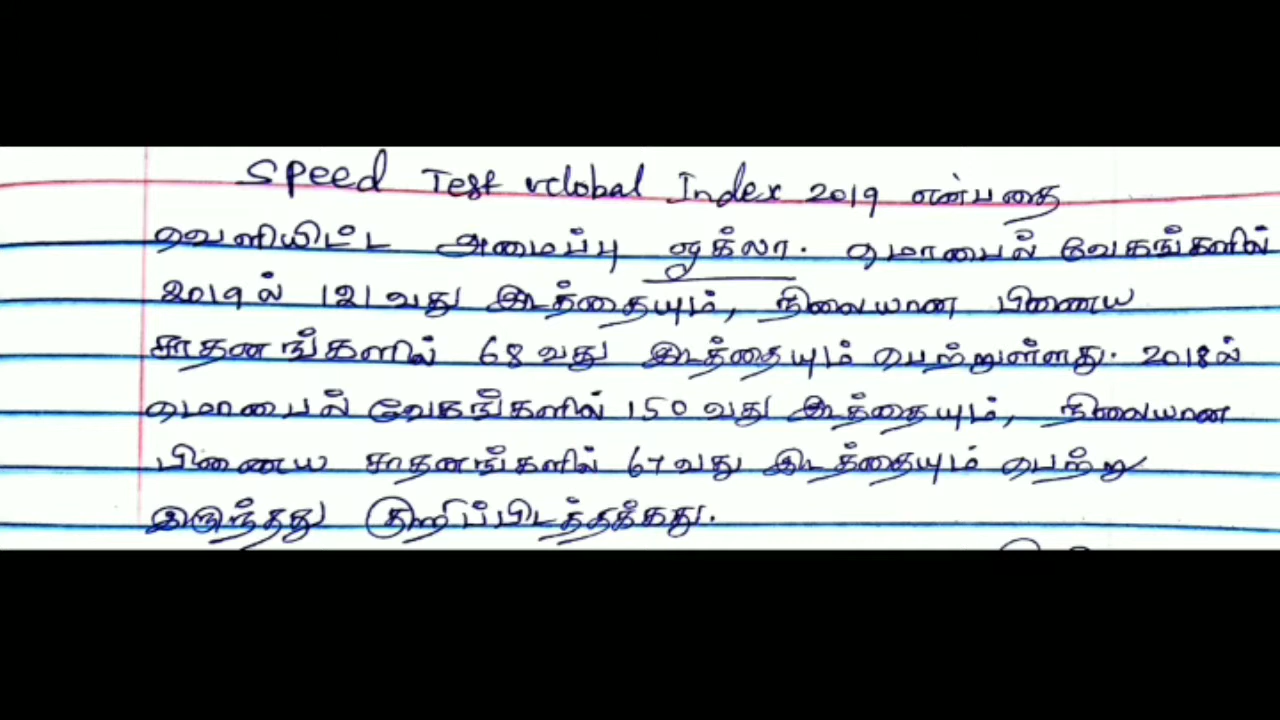 Speed Test Global Index 2019 என்பதை
வெளியிட்ட அமைப்பு ஊக்லா. மொபைல் வேகங்களில்
2019ல் 121வது இடத்தையும், நிலையான பிணைய
சாதனங்களில் 68வது இடத்தையும் பெற்றுள்ளது. 2018ல்
மொபைல் வேகங்களில் 150வது இடத்தையும், நிலையான
பிணைய சாதனங்களில் 67வது இடத்தையும் பெற்று
இருந்தது குறிப்பிடத்தக்கது.